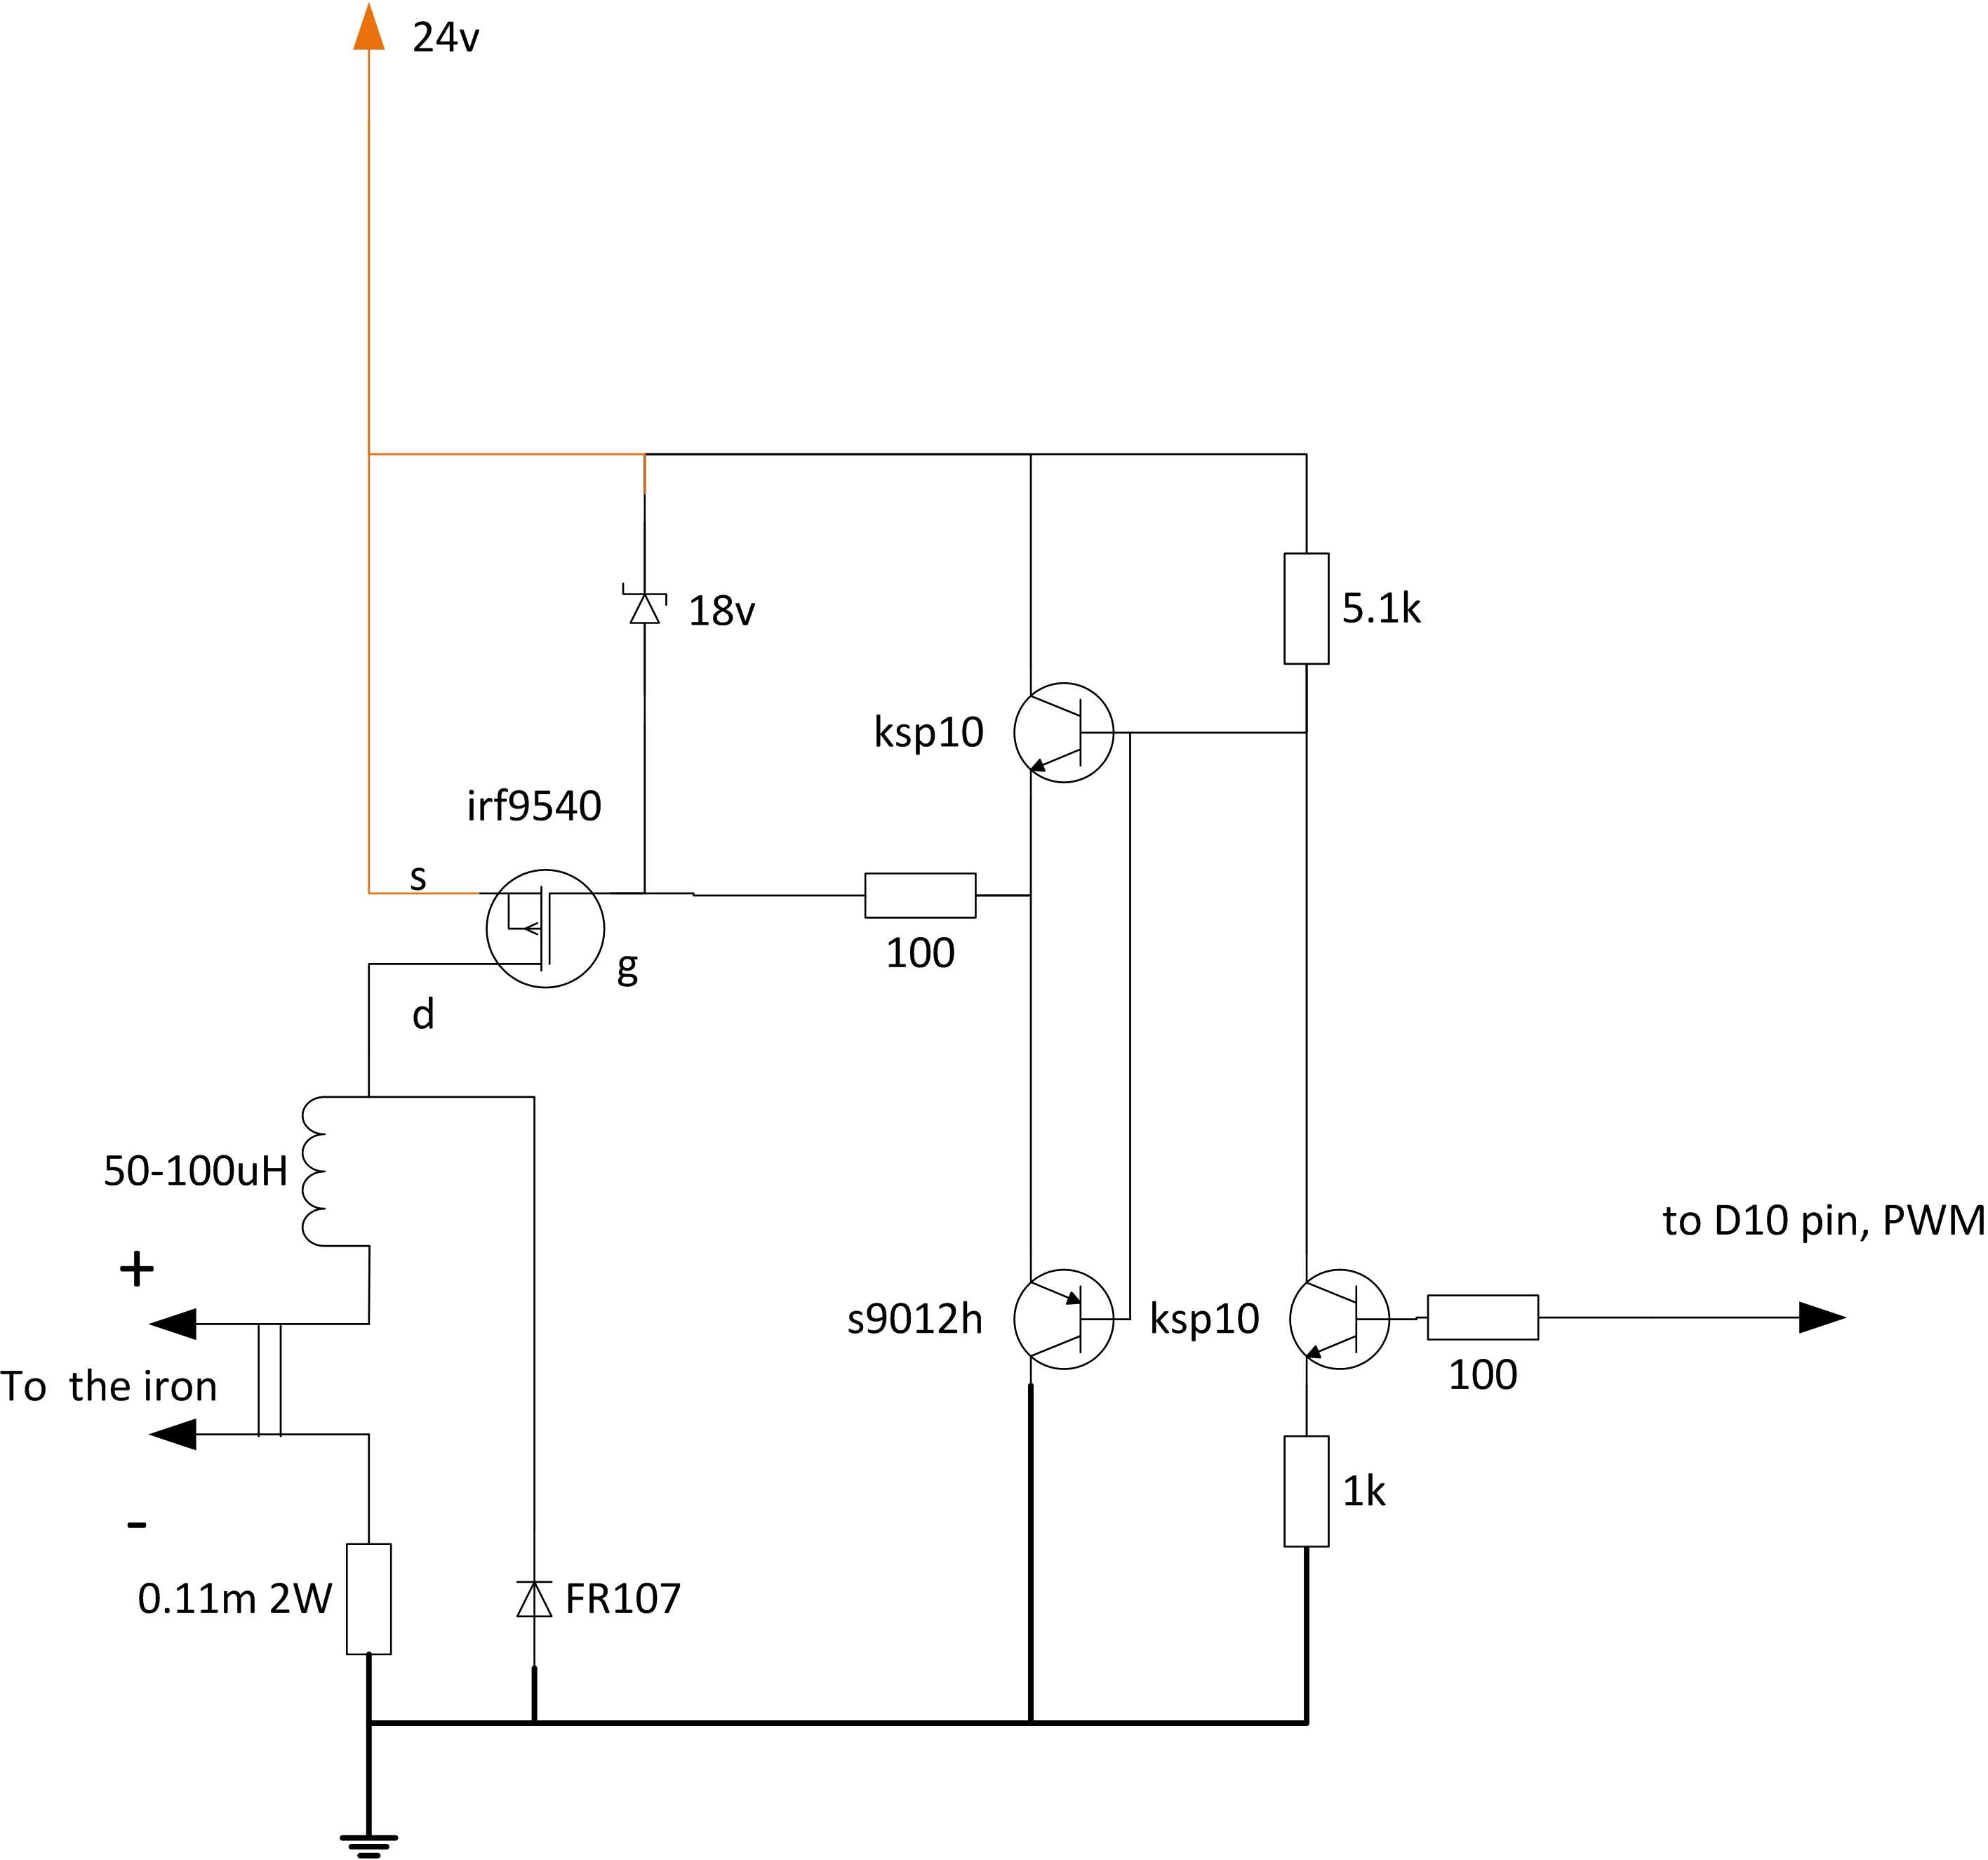 24v
18v
5.1k
ksp10
irf9540
s
g
d
100
50-100uH
+
to D10 pin, PWM
s9012h
ksp10
100
To the iron
1k
-
0.11m 2W
FR107